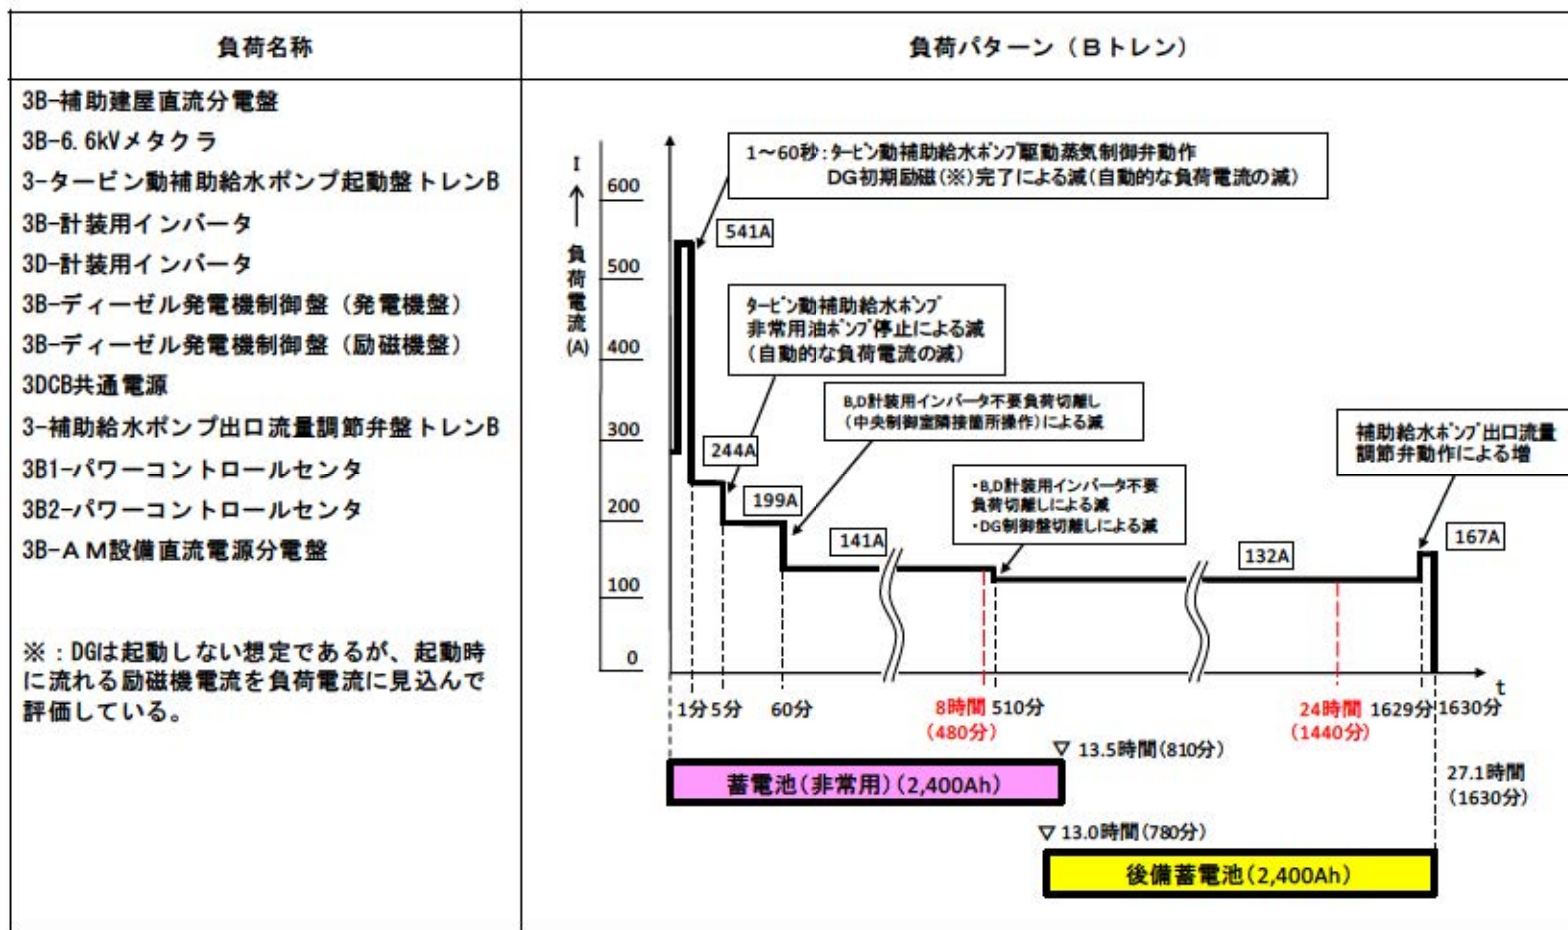 負荷名称
負荷パターン（Bトレン）
3B-補助建屋直流分電盤
3B-6.6kVメタクラ
3-タービン動補助給水ポンプ起動盤トレンB
3B-計装用インバータ
3D-計装用インバータ
3B-ディーゼル発電機制御盤（発電機盤）
3B-ディーゼル発電機制御盤（励磁機盤）
3DCB共通電源
3-補助給水ポンプ出口流量調節弁盤トレンB
3B1-パワーコントロールセンタ
3B2-パワーコントロールセンタ
3B-ＡＭ設備直流電源分電盤
※：DGは起動しない想定であるが、起動時
に流れる励磁機電流を負荷電流に見込んで
評価している。
I
↑
負荷電流
(A)
600
500
400
300
200
100
0
1～60秒：ﾀｰﾋﾞﾝ動補助給水ﾎﾟﾝﾌﾟ駆動蒸気制御弁動作
DG初期励磁(※)完了による減(自動的な負荷電流の減)
541A
ﾀｰﾋﾞﾝ動補助給水ﾎﾟﾝﾌﾟ
非常用油ﾎﾟﾝﾌﾟ停止による減
（自動的な負荷電流の減）
244A
B,D計装用インバータ不要負荷切離し
（中央制御室隣接箇所操作）による減
199A
141A
・B,D計装用インバータ不要
負荷切離しによる減
・DG制御盤切離しによる減
132A
補助給水ﾎﾟﾝﾌﾟ出口流量
調節弁動作による増
167A
t
1分
5分
60分
8時間
（480分）
510分
24時間
（1440分）
1629分
1630分
▽ 13.5時間(810分)
蓄電池(非常用)(2,400Ah)
27.1時間
（1630分）
▽ 13.0時間(780分)
後備蓄電池(2,400Ah)